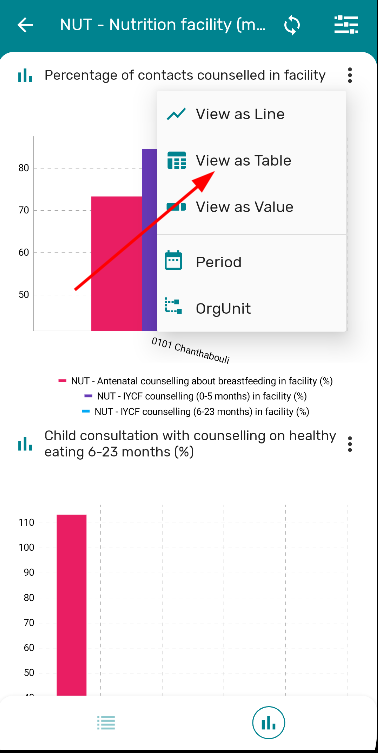 NUT - Nutrition facility (m...
Percentage of contacts counselled in facility
View as Line
View as Table
View as Value
Period
OrgUnit
80
70
60
50
0101 Chanthabouli
NUT - Antenatal counselling about breastfeeding in facility (%)
NUT - IYCF counselling (0-5 months) in facility (%)
NUT - IYCF counselling (6-23 months) in facility (%)
Child consultation with counselling on healthy
eating 6-23 months (%)
110
100
90
80
70
60
50
40